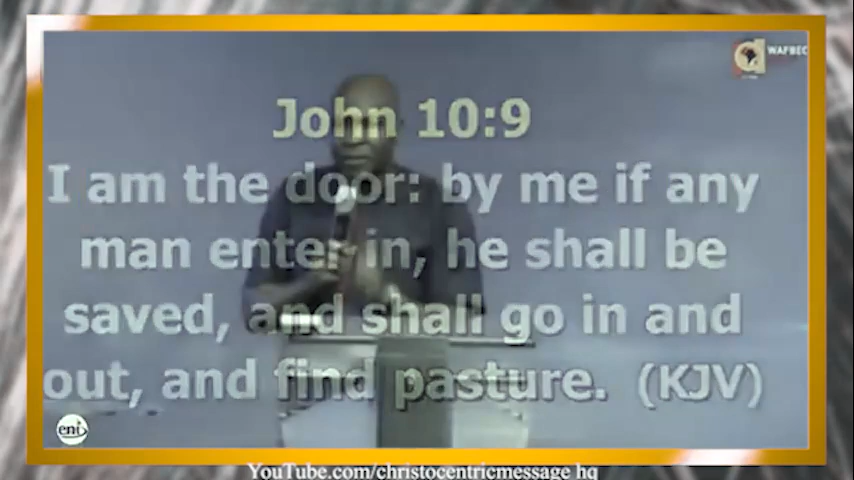 WAFBEC
John 10:9
I am the door: by me if any
man enter in, he shall be
saved, and shall go in and
out, and find pasture. (KJV)
eni
YouTube.com/christocentricmessage hq